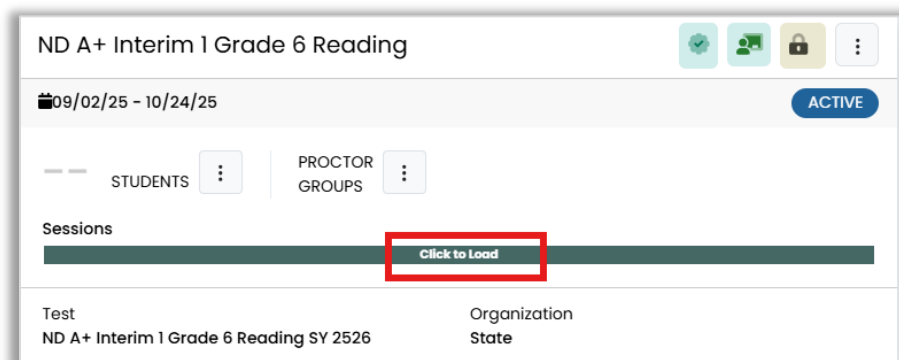 ND A+ Interim 1 Grade 6 Reading
09/02/25 - 10/24/25
ACTIVE
-- STUDENTS
PROCTOR
GROUPS
Sessions
Click to Load
Test
Organization
ND A+ Interim 1 Grade 6 Reading SY 2526
State